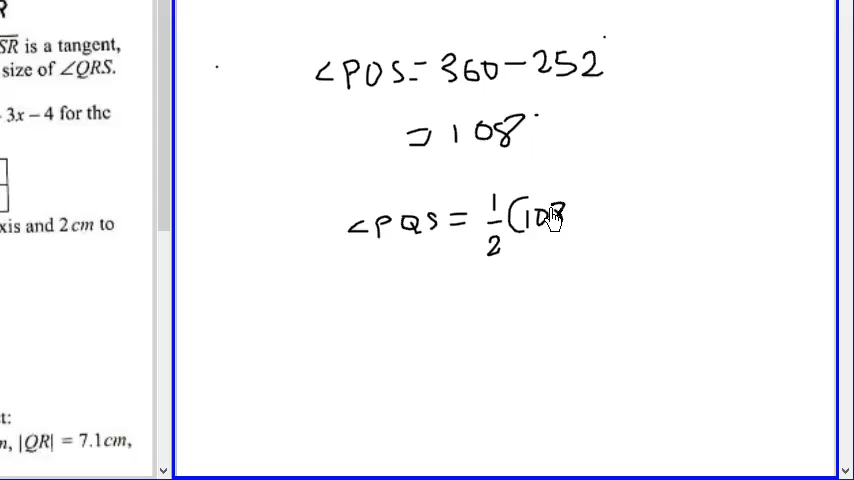 SR is a tangent,
size of ∠QRS.
3x – 4 for the
xis and 2 cm to
t:
n, |QR| = 7.1 cm,
<POS = 360 – 252
= 108°
<PQS = 1/2 (108